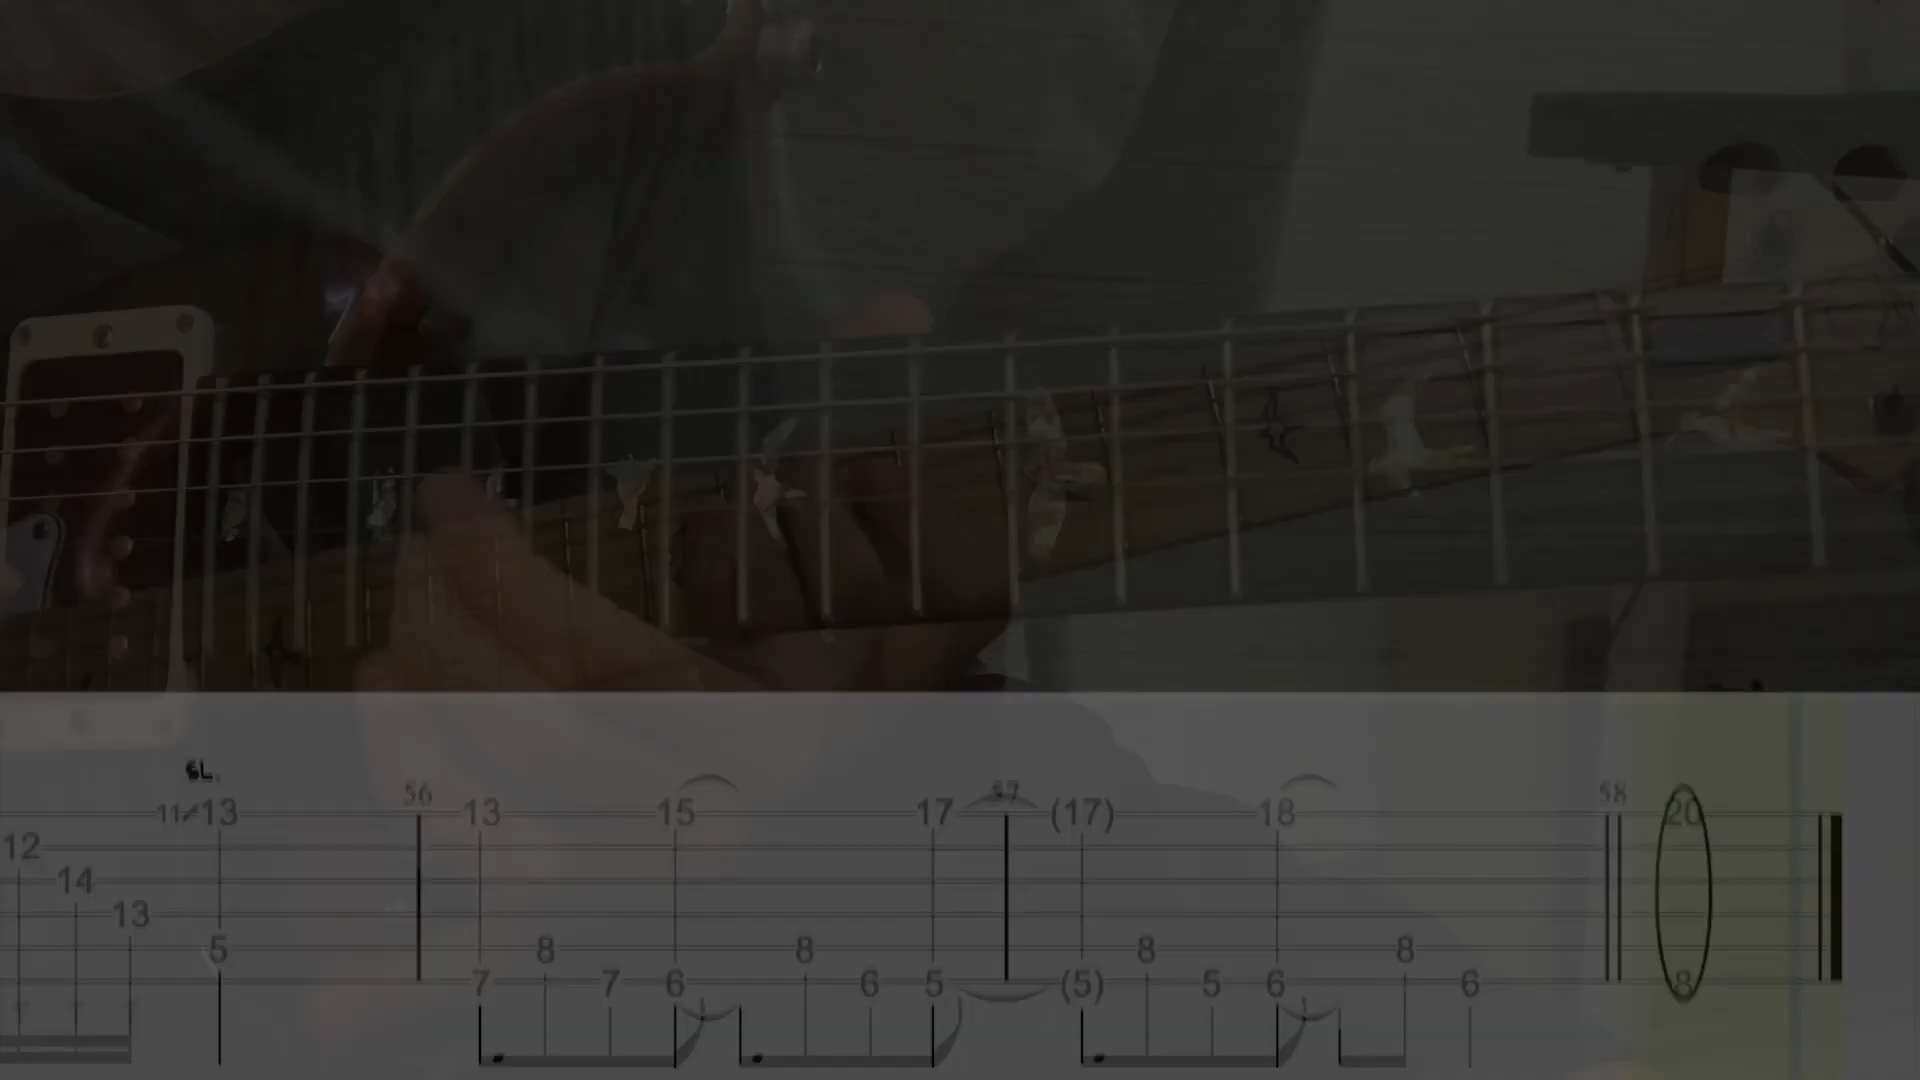 SL.
56 57 58
11 13 13 15 17 (17) 18 20
12
14
13
5 8 8 8 8
7 7 6 6 5 (5) 5 6 6 8